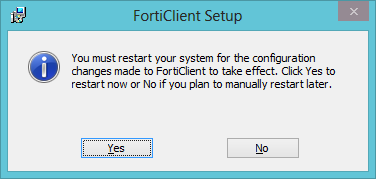 FortiClient Setup
You must restart your system for the configuration
changes made to FortiClient to take effect. Click Yes to
restart now or No if you plan to manually restart later.
Yes
No